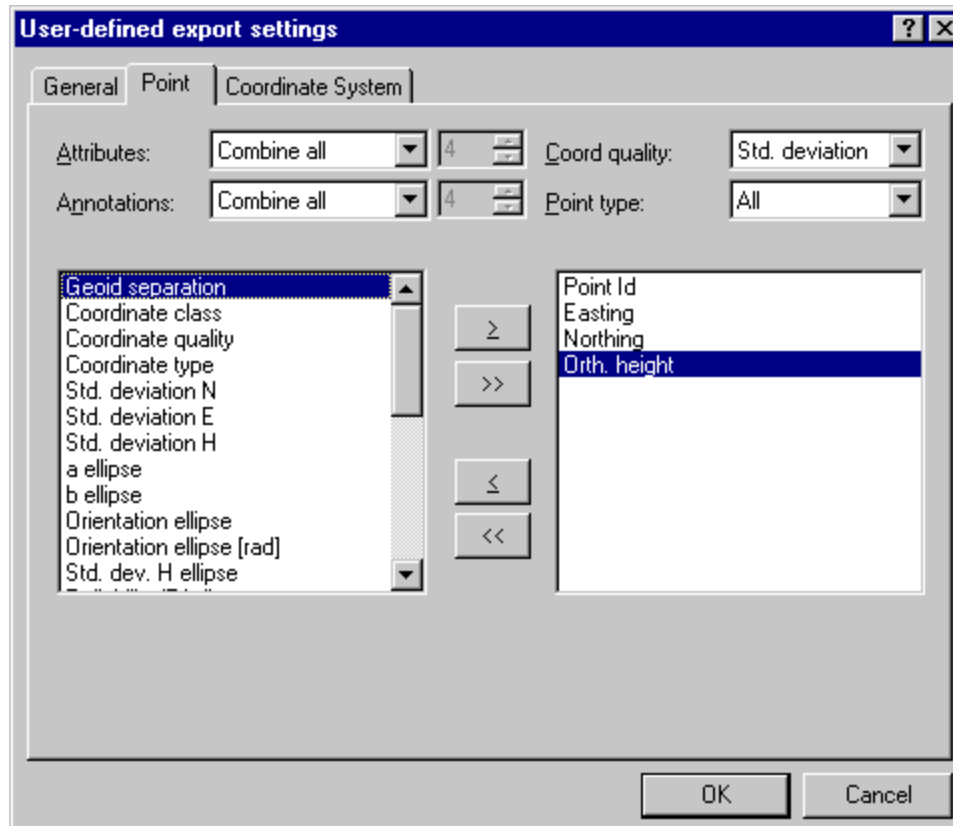 User-defined export settings
General Point Coordinate System
Attributes: Combine all 4 Coord quality: Std. deviation
Annotations: Combine all 4 Point type: All
Geoid separation
Coordinate class
Coordinate quality
Coordinate type
Std. deviation N
Std. deviation E
Std. deviation H
a ellipse
b ellipse
Orientation ellipse
Orientation ellipse [rad]
Std. dev. H ellipse
>
>>
<
<<
Point Id
Easting
Northing
Orth. height
OK Cancel